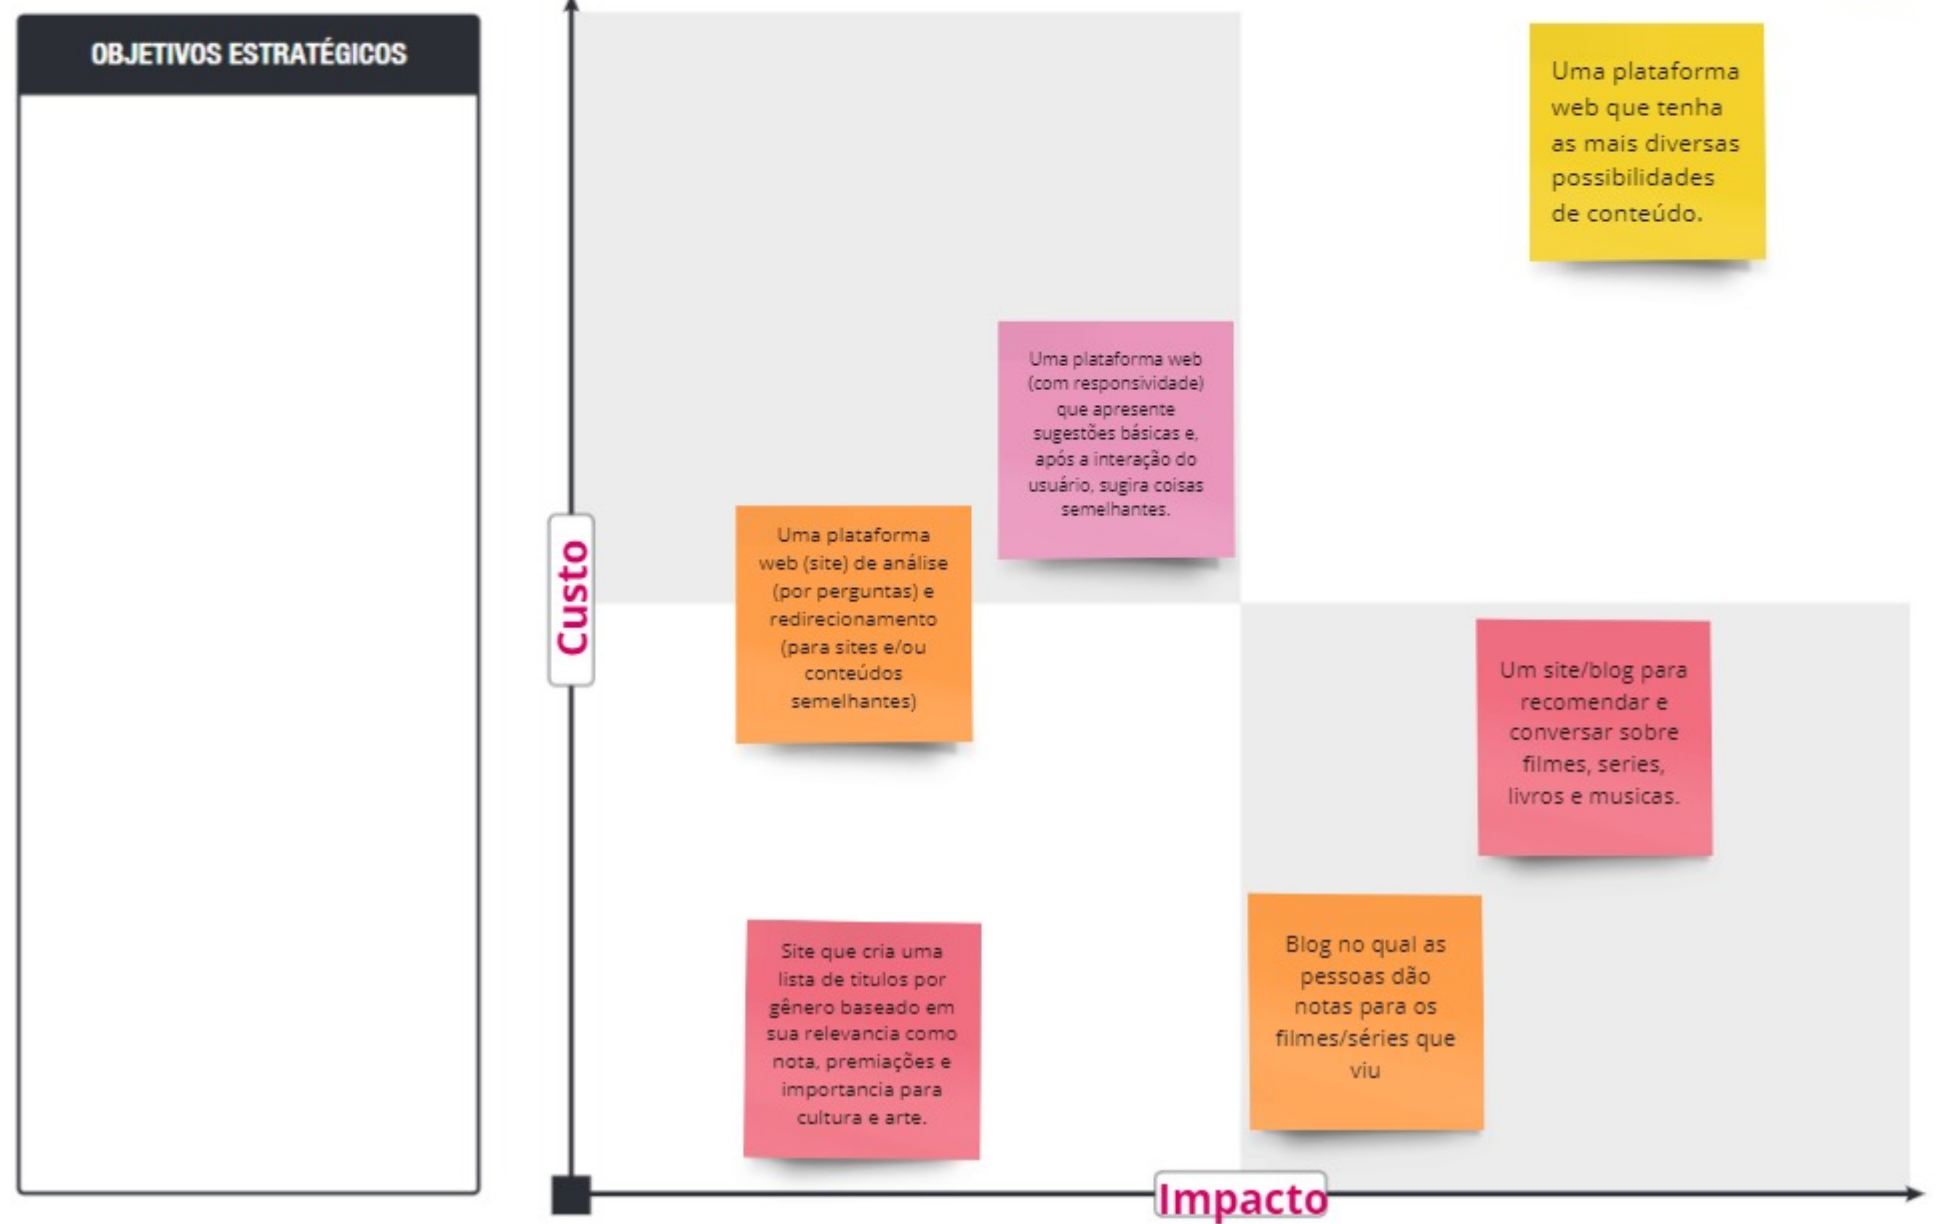 OBJETIVOS ESTRATÉGICOS
Uma plataforma
web que tenha
as mais diversas
possibilidades
de conteúdo.
Uma plataforma web
(com responsividade)
que apresente
sugestões básicas e,
após a interação do
usuário, sugira coisas
semelhantes.
Uma plataforma
web (site) de análise
(por perguntas) e
redirecionamento
(para sites e/ou
conteúdos
semelhantes)
Custo
Um site/blog para
recomendar e
conversar sobre
filmes, series,
livros e musicas.
Site que cria uma
lista de titulos por
gênero baseado em
sua relevancia como
nota, premiações e
importancia para
cultura e arte.
Blog no qual as
pessoas dão
notas para os
filmes/séries que
viu
Impacto